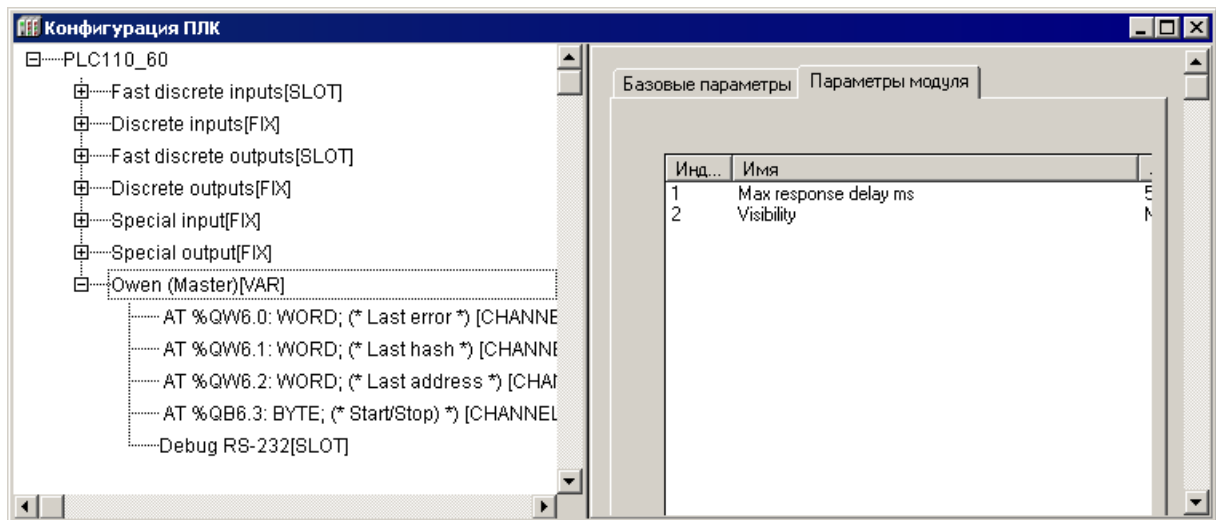 Конфигурация ПЛК
PLC110_60
Fast discrete inputs[SLOT]
Discrete inputs[FIX]
Fast discrete outputs[SLOT]
Discrete outputs[FIX]
Special input[FIX]
Special output[FIX]
Owen (Master)[VAR]
AT %QW6.0: WORD; (* Last error *) [CHANNE
AT %QW6.1: WORD; (* Last hash *) [CHANNE
AT %QW6.2: WORD; (* Last address *) [CHAN
AT %QB6.3: BYTE; (* Start/Stop) *) [CHANNEL
Debug RS-232[SLOT]
Базовые параметры Параметры модуля
Инд... Имя
1 Max response delay ms 5
2 Visibility